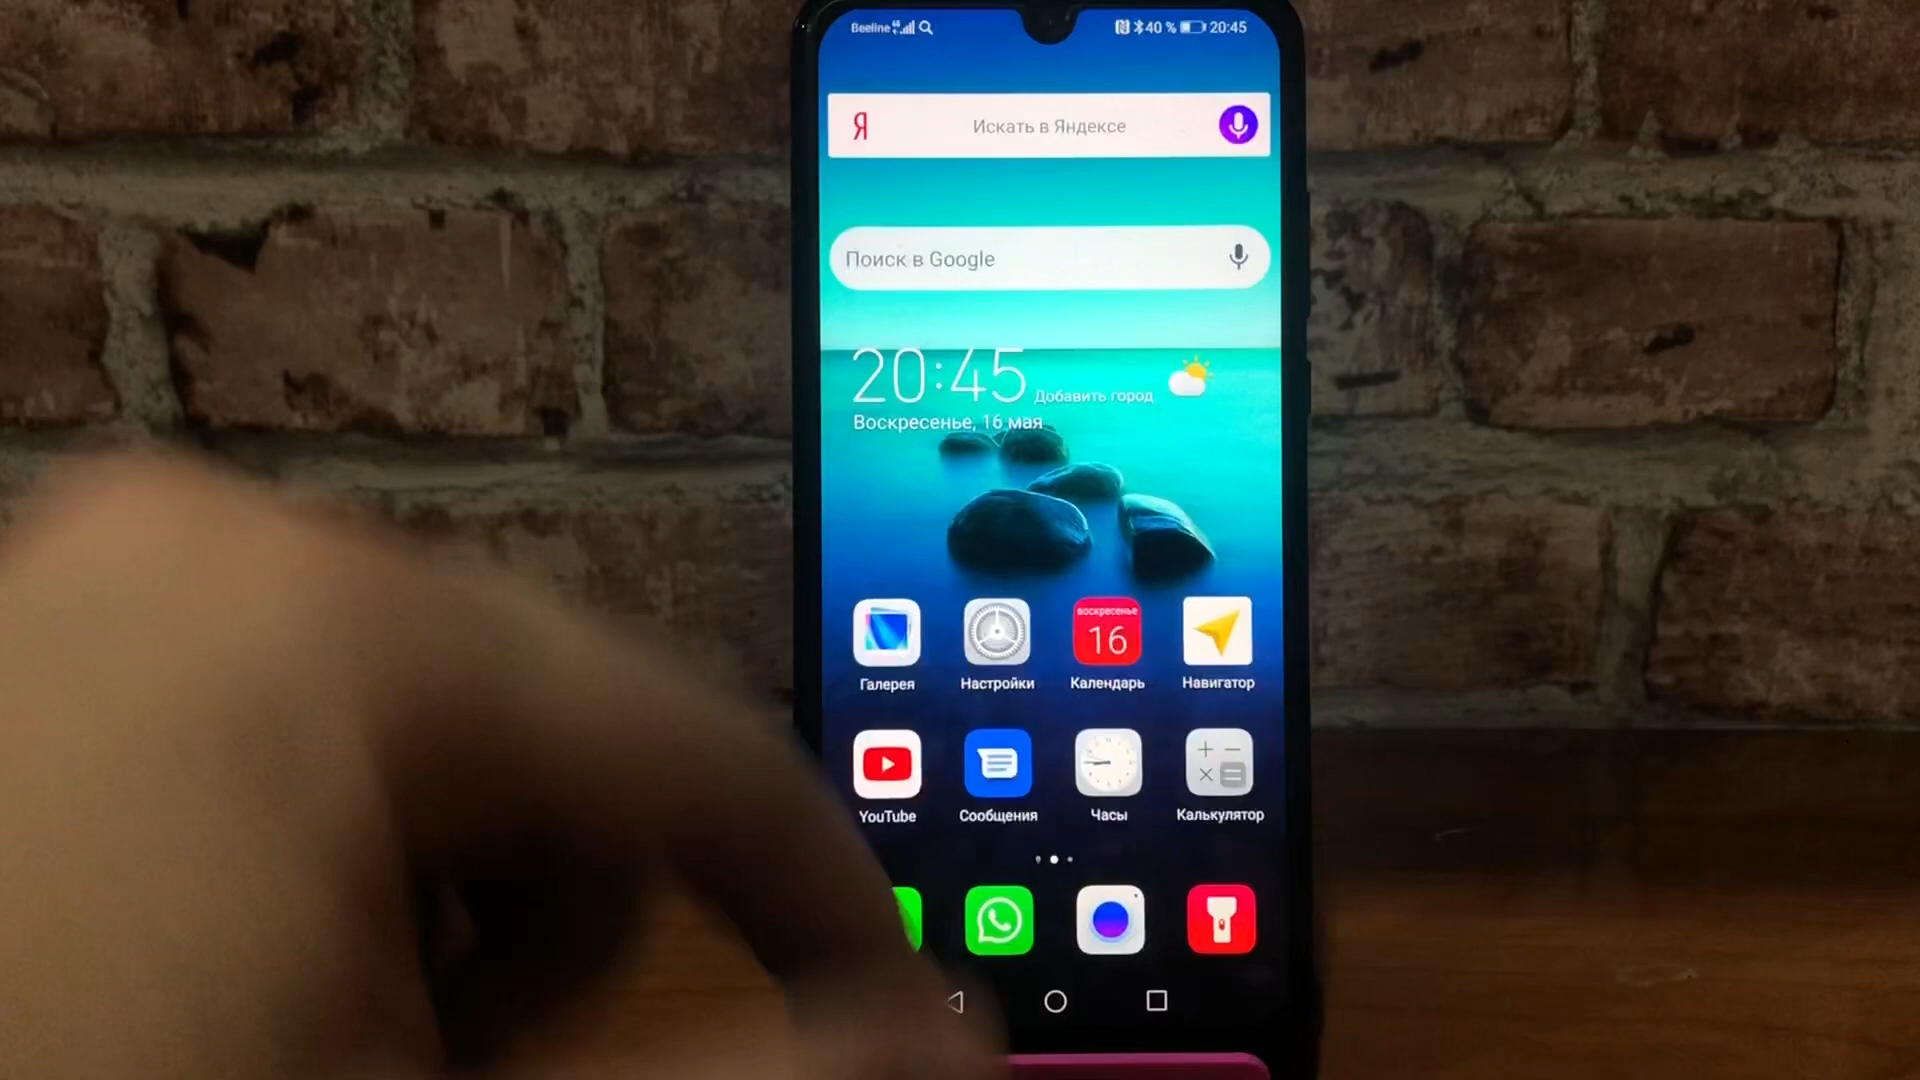 Beeline 4G 40 % 20:45
Я Искать в Яндексе
Поиск в Google
20:45 Добавить город
Воскресенье, 16 мая
воскресенье
16
Галерея Настройки Календарь Навигатор
YouTube Сообщения Часы Калькулятор